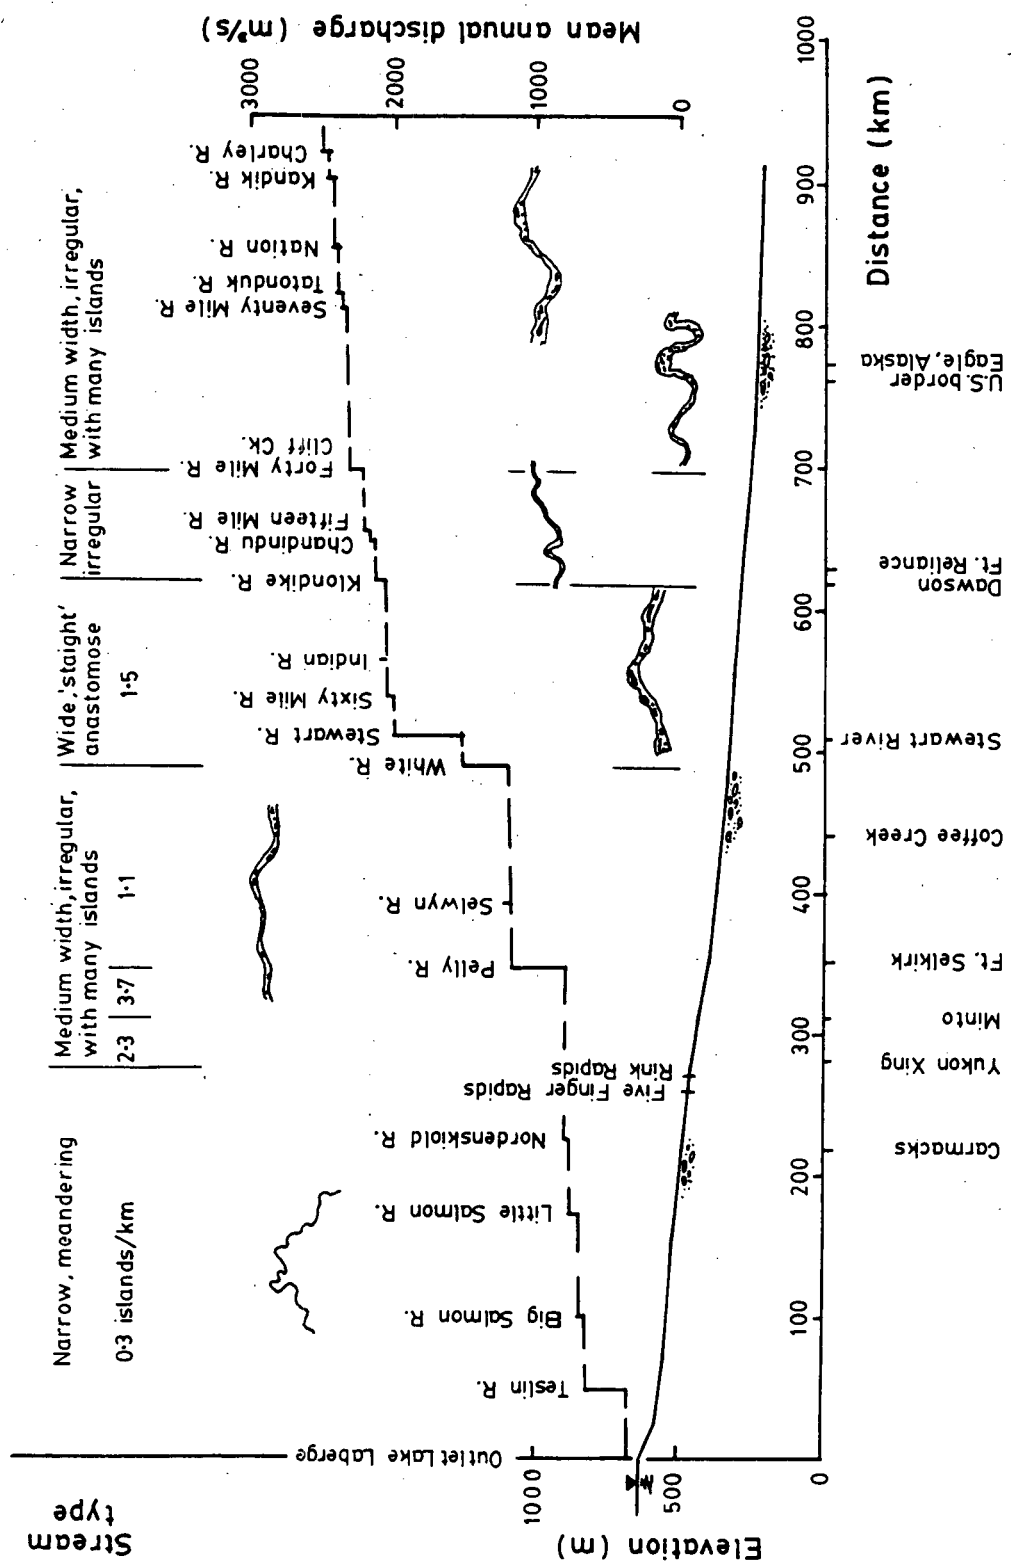 Stream
type
Narrow, meandering
0·3 islands/km
Medium width, irregular,
with many islands
2·3
3·7
1·1
Wide, 'staight'
anastomose
1·5
Narrow
irregular
Medium width, irregular,
with many islands
Outlet Lake Laberge
Teslin R.
Big Salmon R.
Little Salmon R.
Nordenskiold R.
Pelly R.
Selwyn R.
White R.
Stewart R.
Sixty Mile R.
Indian R.
Klondike R.
Chandindu R.
Fifteen Mile R.
Forty Mile R.
Cliff Ck.
Seventy Mile R.
Tatonduk R.
Nation R.
Kandik R.
Charley R.
Mean annual discharge (m³/s)
3000
2000
1000
0
Elevation (m)
1000
500
0
Five Finger Rapids
Rink Rapids
100
200
300
400
500
600
700
800
900
1000
Distance (km)
Carmacks
Yukon Xing
Minto
Ft. Selkirk
Coffee Creek
Stewart River
Dawson
Ft. Reliance
U.S. border
Eagle, Alaska